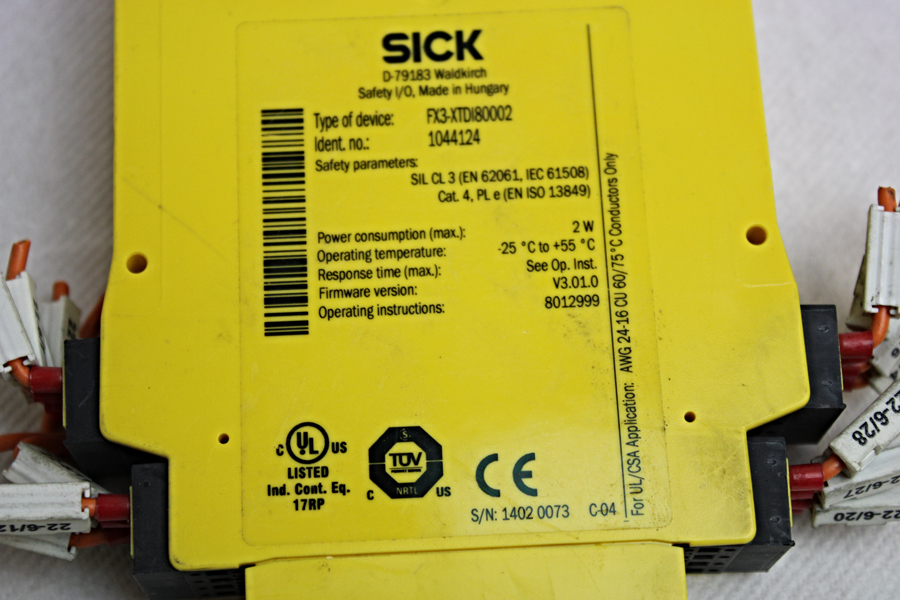 SICK
D-79183 Waldkirch
Safety I/O, Made in Hungary
Type of device: FX3-XTDI80002
Ident. no.: 1044124
Safety parameters:
SIL CL 3 (EN 62061, IEC 61508)
Cat. 4, PL e (EN ISO 13849)
Power consumption (max.): 2 W
Operating temperature: -25 °C to +55 °C
Response time (max.): See Op. Inst.
Firmware version: V3.01.0
Operating instructions: 8012999
For UL/CSA Application: AWG 24-16 CU 60/75°C Conductors Only
C UL US
LISTED
Ind. Cont. Eq.
17RP
TÜV
NRTL
C US
CE
S/N: 1402 0073 C-04
22-6/12
22-6/28
22-6/27
22-6/20